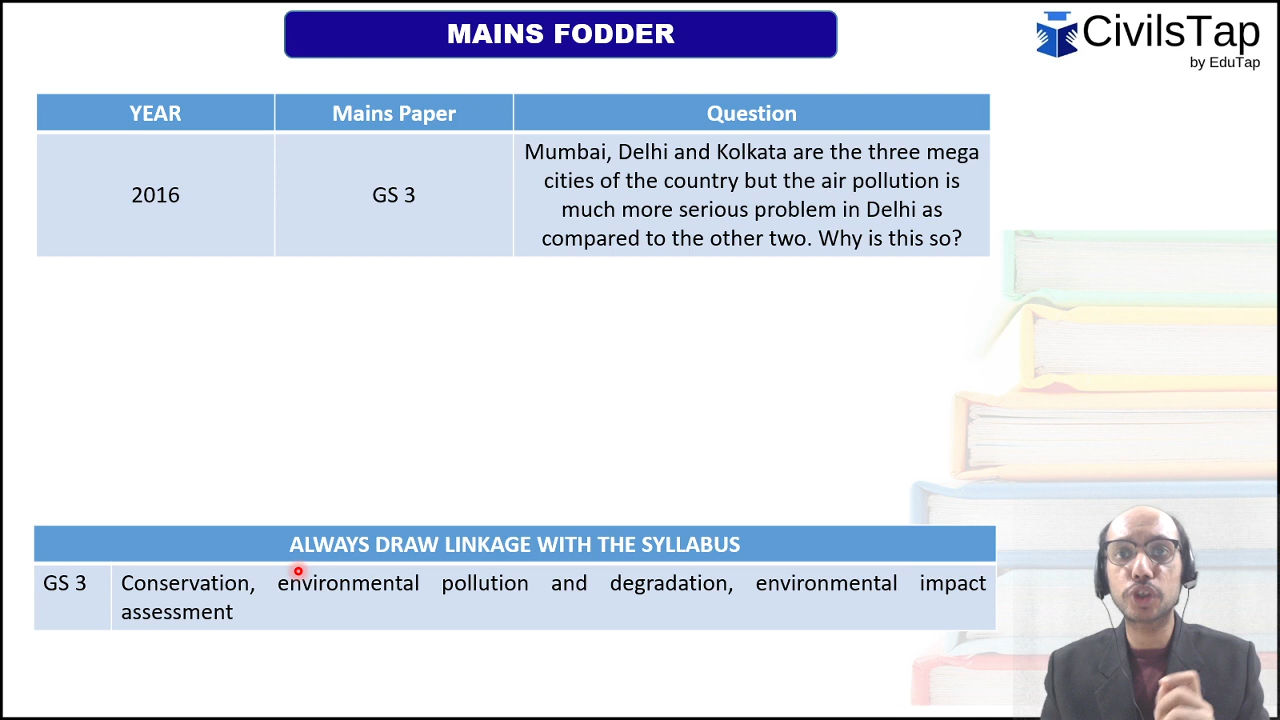 MAINS FODDER
CivilsTap
by EduTap
YEAR
Mains Paper
Question
2016
GS 3
Mumbai, Delhi and Kolkata are the three mega
cities of the country but the air pollution is
much more serious problem in Delhi as
compared to the other two. Why is this so?
ALWAYS DRAW LINKAGE WITH THE SYLLABUS
GS 3
Conservation, environmental pollution and degradation, environmental impact
assessment